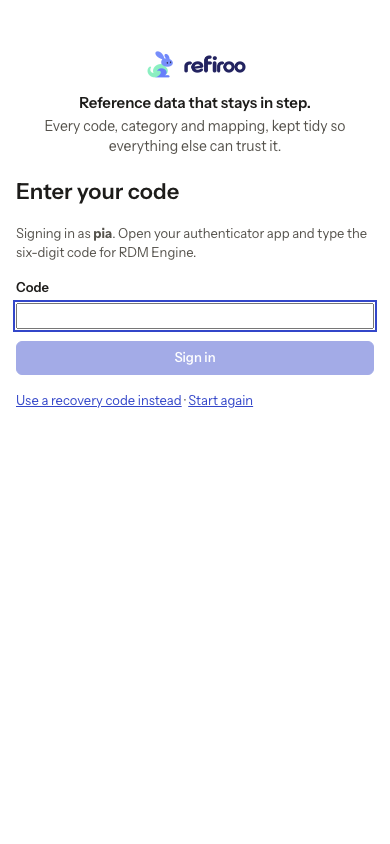 refiroo
Reference data that stays in step.
Every code, category and mapping, kept tidy so
everything else can trust it.
Enter your code
Signing in as pia. Open your authenticator app and type the
six-digit code for RDM Engine.
Code
Sign in
Use a recovery code instead · Start again